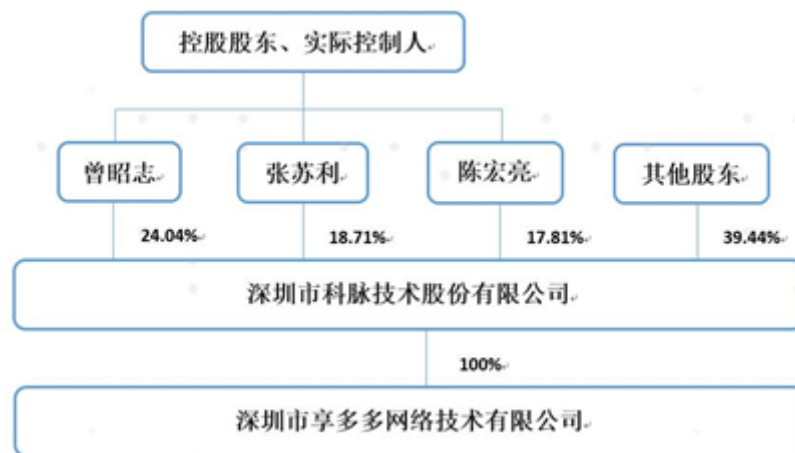 控股股东、实际控制人
曾昭志
张苏利
陈宏亮
其他股东
24.04%
18.71%
17.81%
39.44%
深圳市科脉技术股份有限公司
100%
深圳市享多多网络技术有限公司